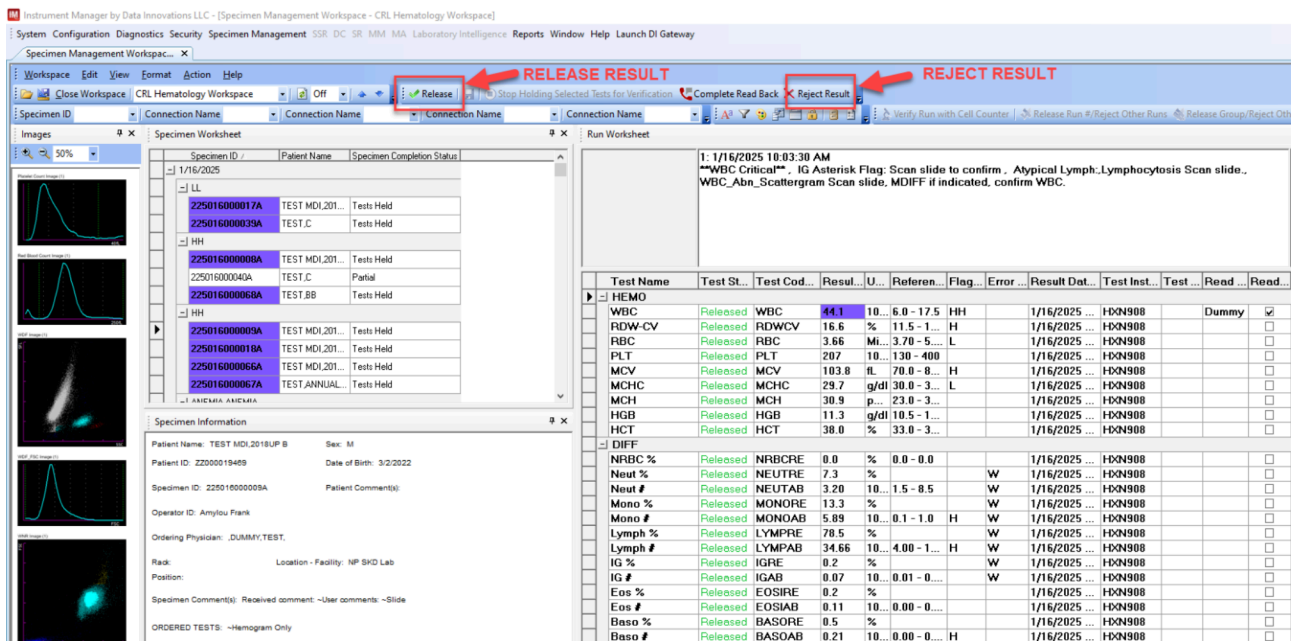 Instrument Manager by Data Innovations LLC - [Specimen Management Workspace - CRL Hematology Workspace]
System Configuration Diagnostics Security Specimen Management SSR DC SR MM MA Laboratory Intelligence Reports Window Help Launch DI Gateway
Specimen Management Workspac... X
Workspace Edit View Format Action Help
RELEASE RESULT
REJECT RESULT
Close Workspace CRL Hematology Workspace Off Release Stop Holding Selected Tests for Verification Complete Read Back Reject Result
Specimen ID Connection Name Connection Name Connection Name Connection Name Verify Run with Cell Counter Release Run #/Reject Other Runs Release Group/Reject Oth
Images
50%
Platelet Count Image (1)
Red Blood Count Image (1)
WDF Image (1)
WDF_FSC Image (1)
WNR Image (1)
Specimen Worksheet
Specimen ID Patient Name Specimen Completion Status
1/16/2025
LL
225016000017A TEST MDI,201... Tests Held
225016000039A TEST,C Tests Held
HH
225016000008A TEST MDI,201... Tests Held
225016000040A TEST,C Partial
225016000068A TEST,BB Tests Held
HH
225016000009A TEST MDI,201... Tests Held
225016000018A TEST MDI,201... Tests Held
225016000066A TEST MDI,201... Tests Held
225016000067A TEST,ANNUAL... Tests Held
ANEMIA ANEMIA
Specimen Information
Patient Name: TEST MDI,2018UP B Sex: M
Patient ID: ZZ000019469 Date of Birth: 3/2/2022
Specimen ID: 225016000009A Patient Comment(s):
Operator ID: Amylou Frank
Ordering Physician: ,DUMMY,TEST,
Rack: Location - Facility: NP SKD Lab
Position:
Specimen Comment(s): Received comment: ~User comments: ~Slide
ORDERED TESTS: ~Hemogram Only
Run Worksheet
1: 1/16/2025 10:03:30 AM
**WBC Critical** , IG Asterisk Flag: Scan slide to confirm , Atypical Lymph:,Lymphocytosis Scan slide.,
WBC_Abn_Scattergram Scan slide, MDIFF if indicated, confirm WBC.
Test Name Test St... Test Cod... Resul... U... Referen... Flag... Error ... Result Dat... Test Inst... Test ... Read ... Read...
HEMO
WBC Released WBC 44.1 10... 6.0 - 17.5 HH 1/16/2025 ... HXN908 Dummy
RDW-CV Released RDWCV 16.6 % 11.5 - 1... H 1/16/2025 ... HXN908
RBC Released RBC 3.66 Mi... 3.70 - 5.... L 1/16/2025 ... HXN908
PLT Released PLT 207 10... 130 - 400 1/16/2025 ... HXN908
MCV Released MCV 103.8 fL 70.0 - 8... H 1/16/2025 ... HXN908
MCHC Released MCHC 29.7 g/dl 30.0 - 3... L 1/16/2025 ... HXN908
MCH Released MCH 30.9 p... 23.0 - 3... 1/16/2025 ... HXN908
HGB Released HGB 11.3 g/dl 10.5 - 1... 1/16/2025 ... HXN908
HCT Released HCT 38.0 % 33.0 - 3... 1/16/2025 ... HXN908
DIFF
NRBC % Released NRBCRE 0.0 % 0.0 - 0.0 1/16/2025 ... HXN908
Neut % Released NEUTRE 7.3 % W 1/16/2025 ... HXN908
Neut # Released NEUTAB 3.20 10... 1.5 - 8.5 W 1/16/2025 ... HXN908
Mono % Released MONORE 13.3 % W 1/16/2025 ... HXN908
Mono # Released MONOAB 5.89 10... 0.1 - 1.0 H W 1/16/2025 ... HXN908
Lymph % Released LYMPRE 78.5 % W 1/16/2025 ... HXN908
Lymph # Released LYMPAB 34.66 10... 4.00 - 1... H W 1/16/2025 ... HXN908
IG % Released IGRE 0.2 % W 1/16/2025 ... HXN908
IG # Released IGAB 0.07 10... 0.01 - 0.... W 1/16/2025 ... HXN908
Eos % Released EOSIRE 0.2 % 1/16/2025 ... HXN908
Eos # Released EOSIAB 0.11 10... 0.00 - 0.... 1/16/2025 ... HXN908
Baso % Released BASORE 0.5 % 1/16/2025 ... HXN908
Baso # Released BASOAB 0.21 10... 0.00 - 0... H 1/16/2025 ... HXN908